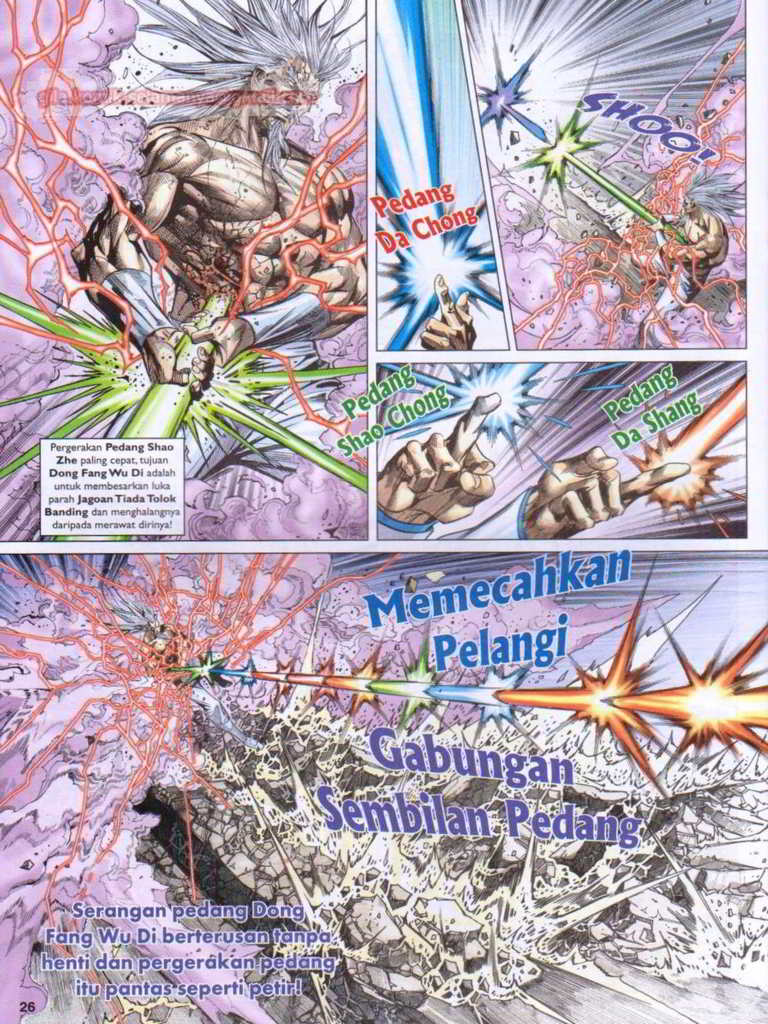 Pedang
Da Chong
SHOO!
Pergerakan Pedang Shao
Zhe paling cepat, tujuan
Dong Fang Wu Di adalah
untuk membesarkan luka
parah Jagoan Tiada Tolok
Banding dan menghalangnya
daripada merawat dirinya!
Pedang
Shao Chong
Pedang
Da Shang
Memecahkan
Pelangi
Gabungan
Sembilan Pedang
Serangan pedang Dong
Fang Wu Di berterusan tanpa
henti dan pergerakan pedang
itu pantas seperti petir!
26